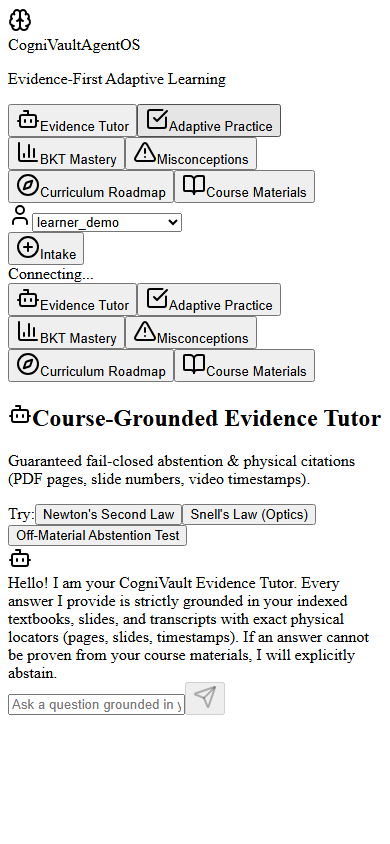 CogniVaultAgentOS
Evidence-First Adaptive Learning
Evidence Tutor Adaptive Practice
BKT Mastery Misconceptions
Curriculum Roadmap Course Materials
learner_demo
Intake
Connecting...
Evidence Tutor Adaptive Practice
BKT Mastery Misconceptions
Curriculum Roadmap Course Materials
Course-Grounded Evidence Tutor
Guaranteed fail-closed abstention & physical citations
(PDF pages, slide numbers, video timestamps).
Try: Newton's Second Law Snell's Law (Optics)
Off-Material Abstention Test
Hello! I am your CogniVault Evidence Tutor. Every
answer I provide is strictly grounded in your indexed
textbooks, slides, and transcripts with exact physical
locators (pages, slides, timestamps). If an answer cannot
be proven from your course materials, I will explicitly
abstain.
Ask a question grounded in